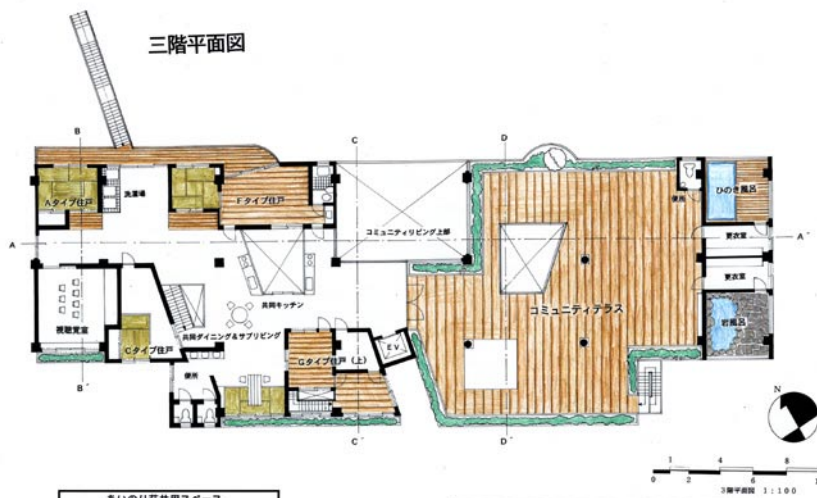 三階平面図
B
C
D
洗濯場
Aタイプ住戸
Fタイプ住戸
コミュニティリビング上部
便所
ひのき風呂
A
A'
更衣室
更衣室
共同キッチン
視聴覚室
共同ダイニング&サブリビング
コミュニティテラス
岩風呂
Cタイプ住戸
Gタイプ住戸(上)
EV
便所
B'
C'
D'
N
1 4 8
0 2 6
3階平面図 1:100